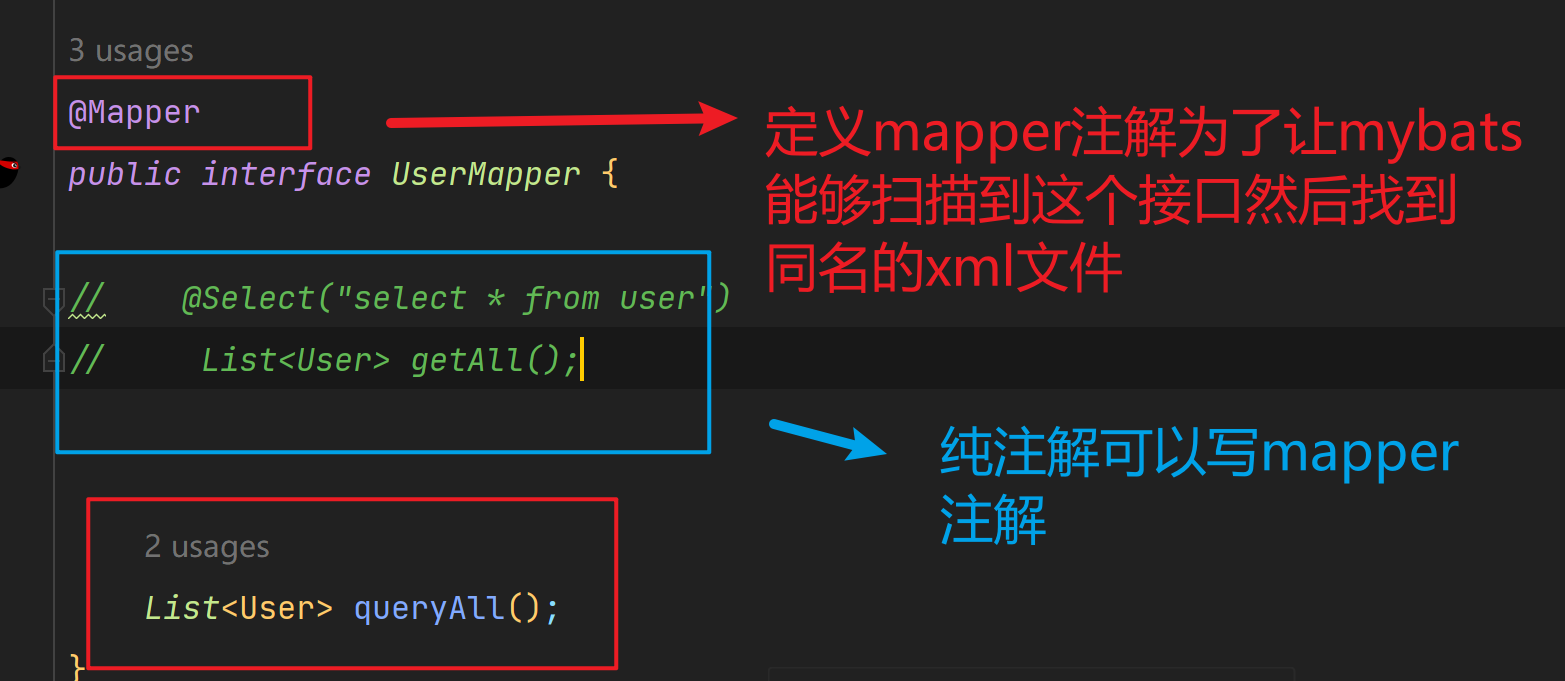 3 usages
@Mapper
public interface UserMapper {
定义mapper注解为了让mybats
能够扫描到这个接口然后找到
同名的xml文件
// @Select("select * from user")
// List<User> getAll();
纯注解可以写mapper
注解
2 usages
List<User> queryAll();
}